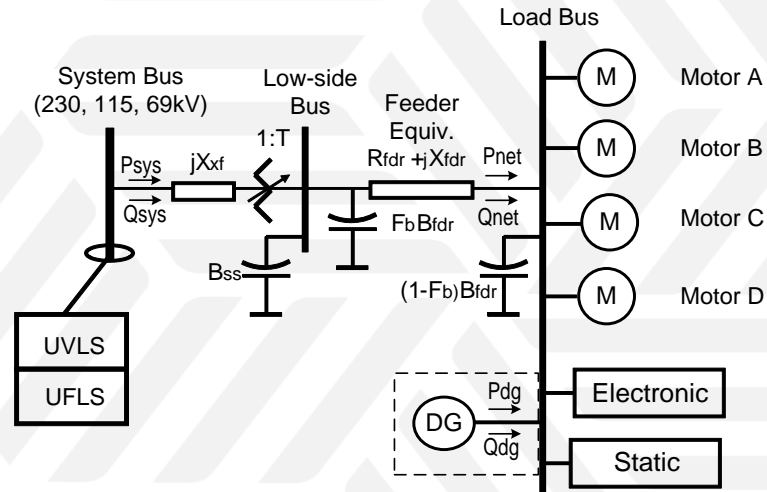 Load Bus
System Bus
(230, 115, 69kV)
Low-side
Bus
Feeder
Equiv.
1:T
Psys
Qsys
jXxf
Rfdr +jXfdr
Pnet
Qnet
M
Motor A
M
Motor B
M
Motor C
M
Motor D
FbBfdr
Bss
(1-Fb)Bfdr
UVLS
UFLS
DG
Pdg
Qdg
Electronic
Static